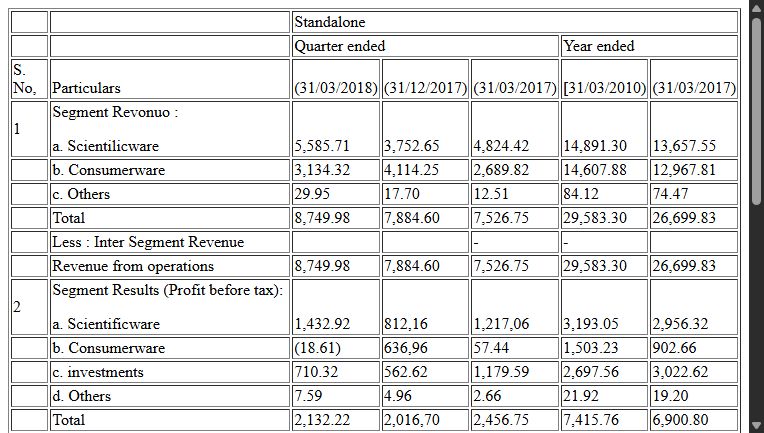 Standalone
Quarter ended Year ended
S. No, Particulars (31/03/2018) (31/12/2017) (31/03/2017) [31/03/2010) (31/03/2017)
1 Segment Revonuo :
a. Scientilicware 5,585.71 3,752.65 4,824.42 14,891.30 13,657.55
b. Consumerware 3,134.32 4,114.25 2,689.82 14,607.88 12,967.81
c. Others 29.95 17.70 12.51 84.12 74.47
Total 8,749.98 7,884.60 7,526.75 29,583.30 26,699.83
Less : Inter Segment Revenue - -
Revenue from operations 8,749.98 7,884.60 7,526.75 29,583.30 26,699.83
2 Segment Results (Profit before tax):
a. Scientificware 1,432.92 812,16 1,217,06 3,193.05 2,956.32
b. Consumerware (18.61) 636,96 57.44 1,503.23 902.66
c. investments 710.32 562.62 1,179.59 2,697.56 3,022.62
d. Others 7.59 4.96 2.66 21.92 19.20
Total 2,132.22 2,016,70 2,456.75 7,415.76 6,900.80